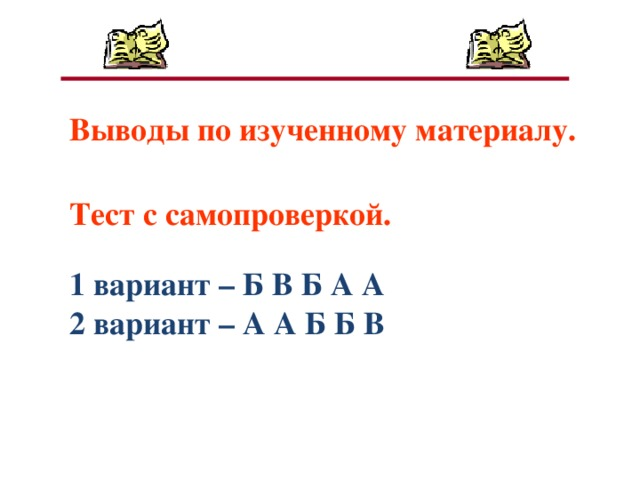 Выводы по изученному материалу.
Тест с самопроверкой.
1 вариант – Б В Б А А
2 вариант – А А Б Б В